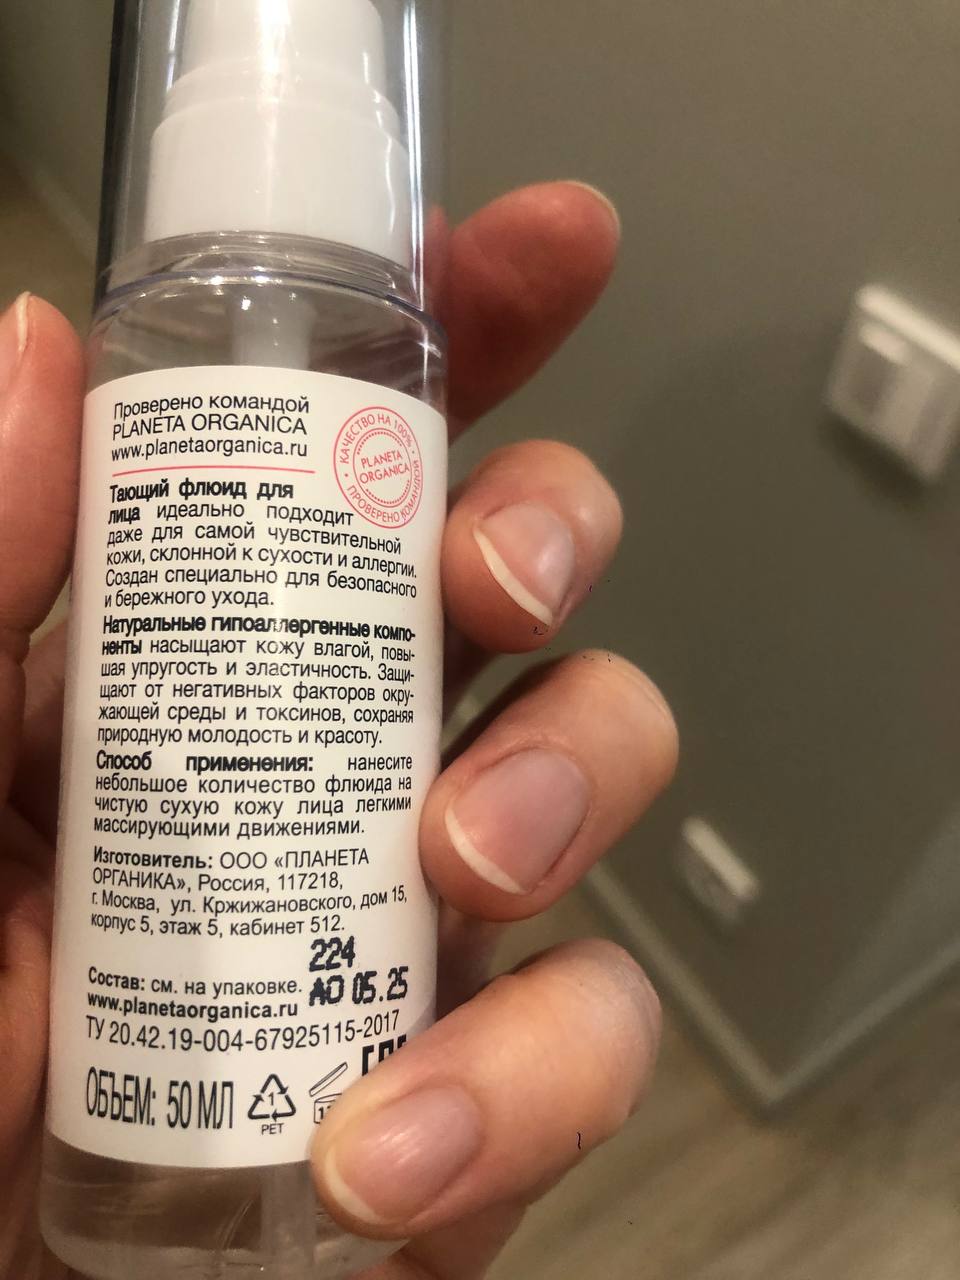 Проверено командой
PLANETA ORGANICA
www.planetaorganica.ru
КАЧЕСТВО НА 100%
PLANETA
ORGANICA
ПРОВЕРЕНО КОМАНДОЙ
Тающий флюид для
лица идеально подходит
даже для самой чувствительной
кожи, склонной к сухости и аллергии.
Создан специально для безопасного
и бережного ухода.
Натуральные гипоаллергенные компо-
ненты насыщают кожу влагой, повы-
шая упругость и эластичность. Защи-
щают от негативных факторов окру-
жающей среды и токсинов, сохраняя
природную молодость и красоту.
Способ применения: нанесите
небольшое количество флюида на
чистую сухую кожу лица легкими
массирующими движениями.
Изготовитель: ООО «ПЛАНЕТА
ОРГАНИКА», Россия, 117218,
г. Москва, ул. Кржижановского, дом 15,
корпус 5, этаж 5, кабинет 512.
224
ДО 05.25
Состав: см. на упаковке.
www.planetaorganica.ru
ТУ 20.42.19-004-67925115-2017
ОБЪЕМ: 50 МЛ
1
PET